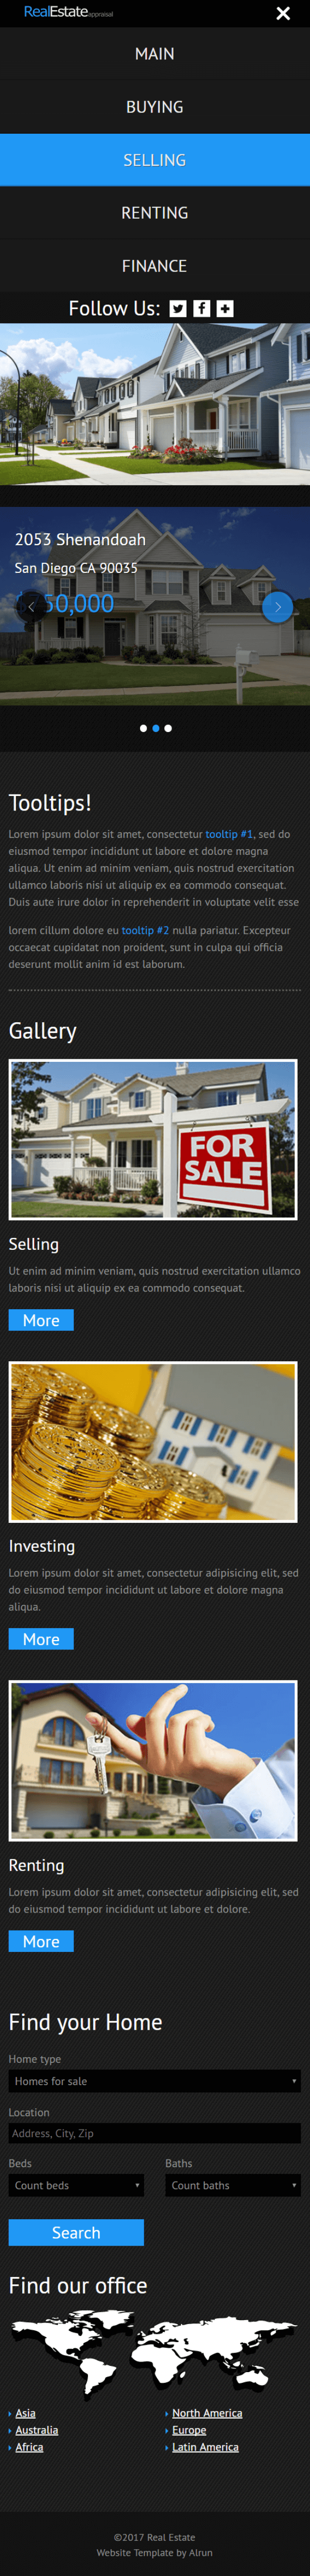 RealEstate appraisal
MAIN
BUYING
SELLING
RENTING
FINANCE
Follow Us:
2053 Shenandoah
San Diego CA 90035
50,000
Tooltips!
Lorem ipsum dolor sit amet, consectetur tooltip #1, sed do
eiusmod tempor incididunt ut labore et dolore magna
aliqua. Ut enim ad minim veniam, quis nostrud exercitation
ullamco laboris nisi ut aliquip ex ea commodo consequat.
Duis aute irure dolor in reprehenderit in voluptate velit esse
lorem cillum dolore eu tooltip #2 nulla pariatur. Excepteur
occaecat cupidatat non proident, sunt in culpa qui officia
deserunt mollit anim id est laborum.
Gallery
FOR
SALE
Selling
Ut enim ad minim veniam, quis nostrud exercitation ullamco
laboris nisi ut aliquip ex ea commodo consequat.
More
Investing
Lorem ipsum dolor sit amet, consectetur adipisicing elit, sed
do eiusmod tempor incididunt ut labore et dolore magna
aliqua.
More
Renting
Lorem ipsum dolor sit amet, consectetur adipisicing elit, sed
do eiusmod tempor incididunt ut labore et dolore.
More
Find your Home
Home type
Homes for sale
Location
Address, City, Zip
Beds Baths
Count beds Count baths
Search
Find our office
Asia North America
Australia Europe
Africa Latin America
©2017 Real Estate
Website Template by Alrun